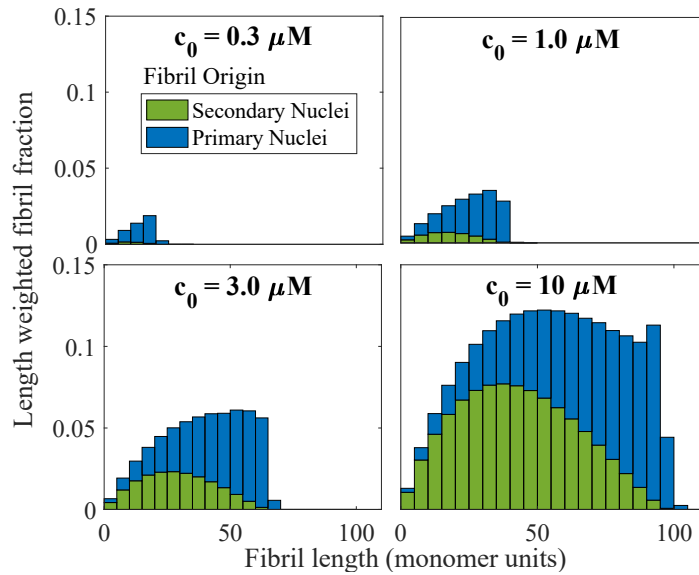 c0 = 0.3 μM
c0 = 1.0 μM
Fibril Origin
Secondary Nuclei
Primary Nuclei
0.15
0.1
0.05
0
c0 = 3.0 μM
c0 = 10 μM
0.15
0.1
0.05
0
0 50 100
0 50 100
Length weighted fibril fraction
Fibril length (monomer units)